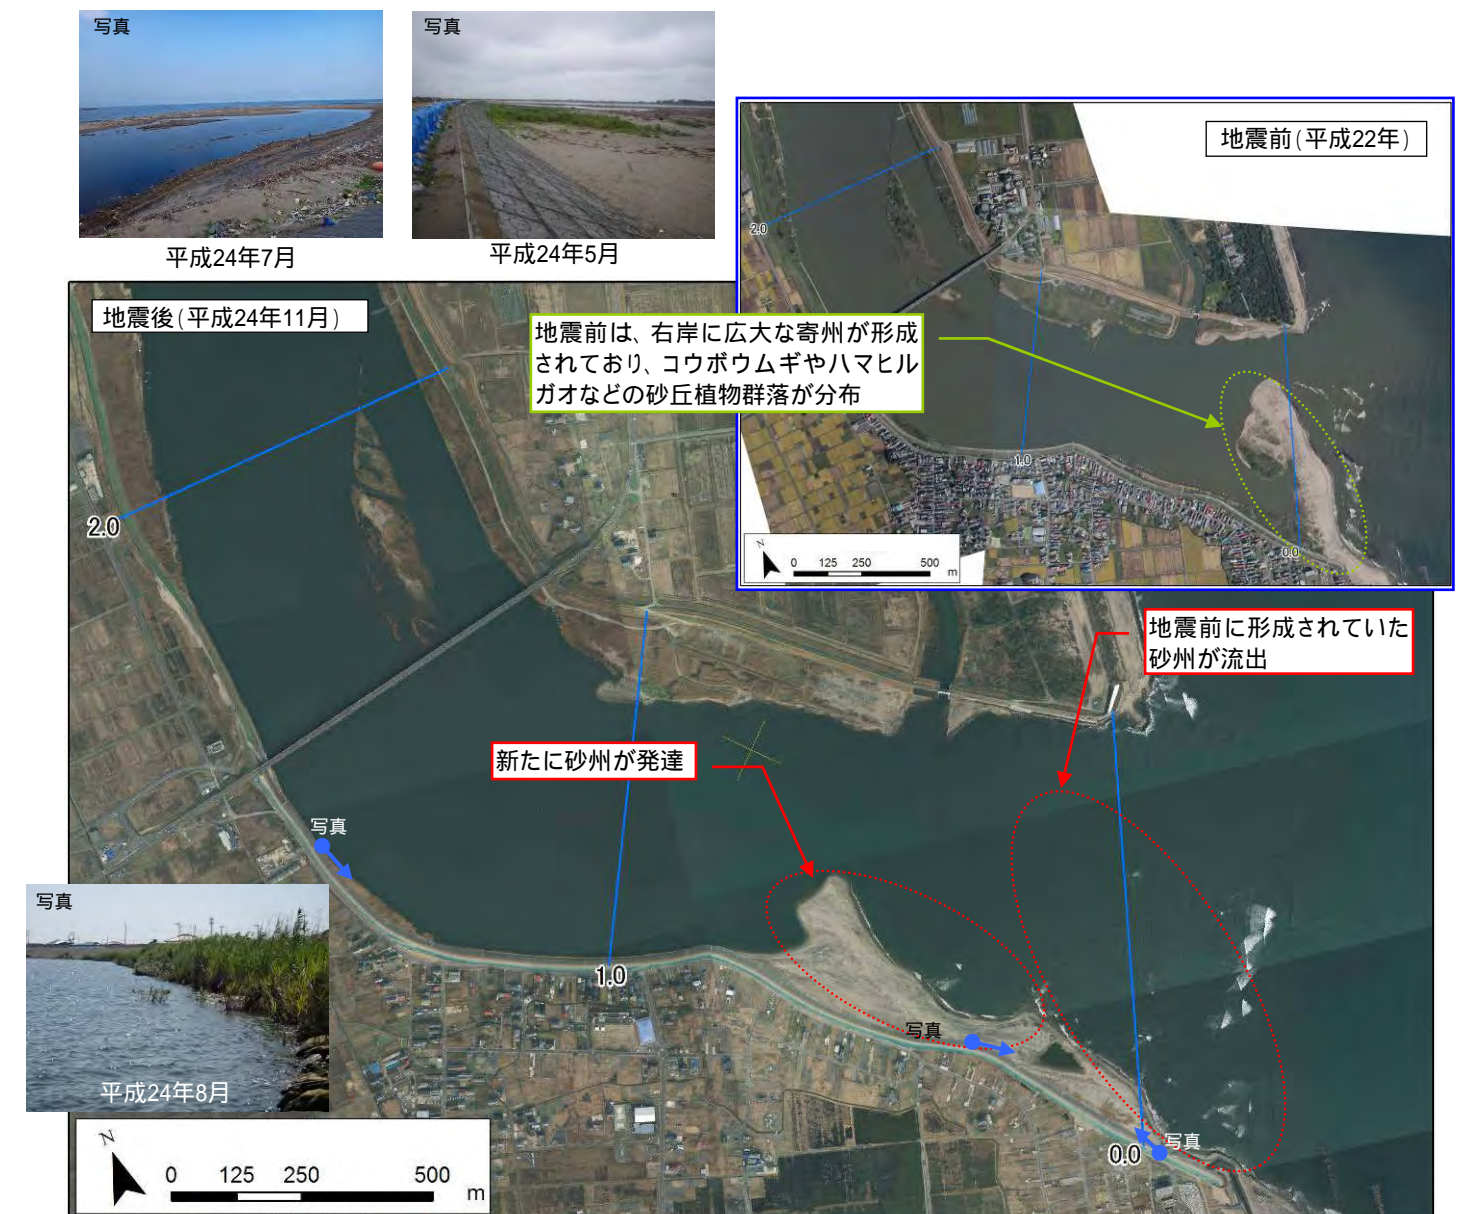 写真
写真
平成24年7月
平成24年5月
地震前(平成22年)
2.0
1.0
0.0
N
0 125 250 500 m
地震後(平成24年11月)
地震前は、右岸に広大な寄州が形成
されており、コウボウムギやハマヒル
ガオなどの砂丘植物群落が分布
2.0
地震前に形成されていた
砂州が流出
新たに砂州が発達
写真
写真
1.0
写真
平成24年8月
写真
0.0
N
0 125 250 500
m